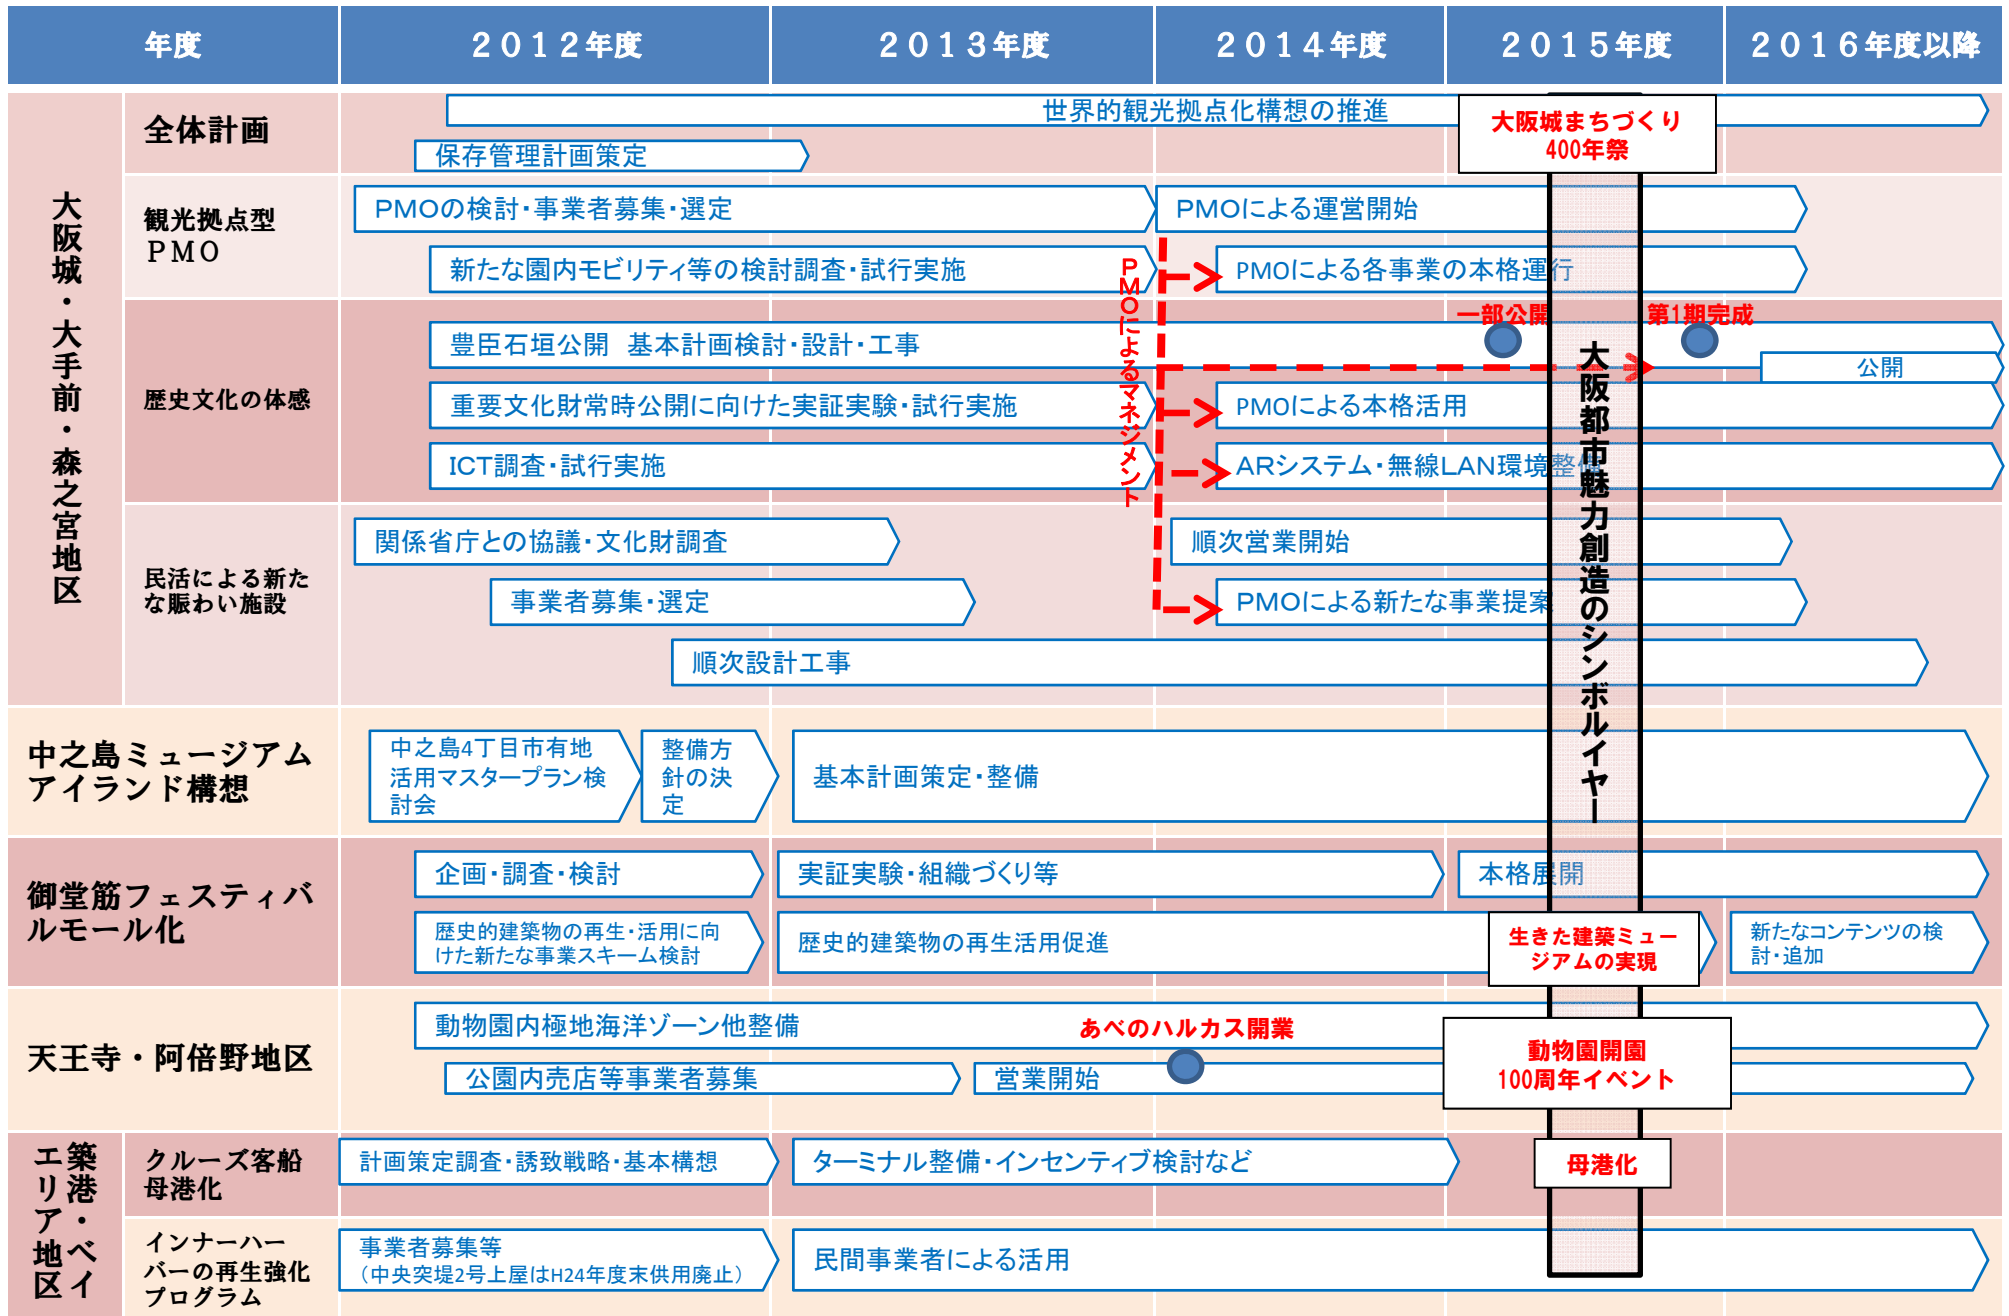 年度
２０１２年度
２０１３年度
２０１４年度
２０１５年度
２０１６年度以降
大阪城・大手前・森之宮地区
全体計画
世界的観光拠点化構想の推進
保存管理計画策定
大阪城まちづくり
400年祭
観光拠点型
ＰＭＯ
PMOの検討・事業者募集・選定
PMOによる運営開始
新たな園内モビリティ等の検討調査・試行実施
PMOによる各事業の本格運行
PMOによるマネジメント
歴史文化の体感
豊臣石垣公開　基本計画検討・設計・工事
一部公開
第1期完成
公開
重要文化財常時公開に向けた実証実験・試行実施
PMOによる本格活用
ICT調査・試行実施
ARシステム・無線LAN環境整備
民活による新た
な賑わい施設
関係省庁との協議・文化財調査
順次営業開始
事業者募集・選定
PMOによる新たな事業提案
順次設計工事
大阪都市魅力創造のシンボルイヤー
中之島ミュージアム
アイランド構想
中之島4丁目市有地
活用マスタープラン検
討会
整備方
針の決
定
基本計画策定・整備
御堂筋フェスティバ
ルモール化
企画・調査・検討
実証実験・組織づくり等
本格展開
歴史的建築物の再生・活用に向
けた新たな事業スキーム検討
歴史的建築物の再生活用促進
生きた建築ミュー
ジアムの実現
新たなコンテンツの検
討・追加
天王寺・阿倍野地区
動物園内極地海洋ゾーン他整備
あべのハルカス開業
公園内売店等事業者募集
営業開始
動物園開園
100周年イベント
築港・ベイ
エリア地区
クルーズ客船
母港化
計画策定調査・誘致戦略・基本構想
ターミナル整備・インセンティブ検討など
母港化
インナーハー
バーの再生強化
プログラム
事業者募集等
（中央突堤2号上屋はH24年度末供用廃止）
民間事業者による活用